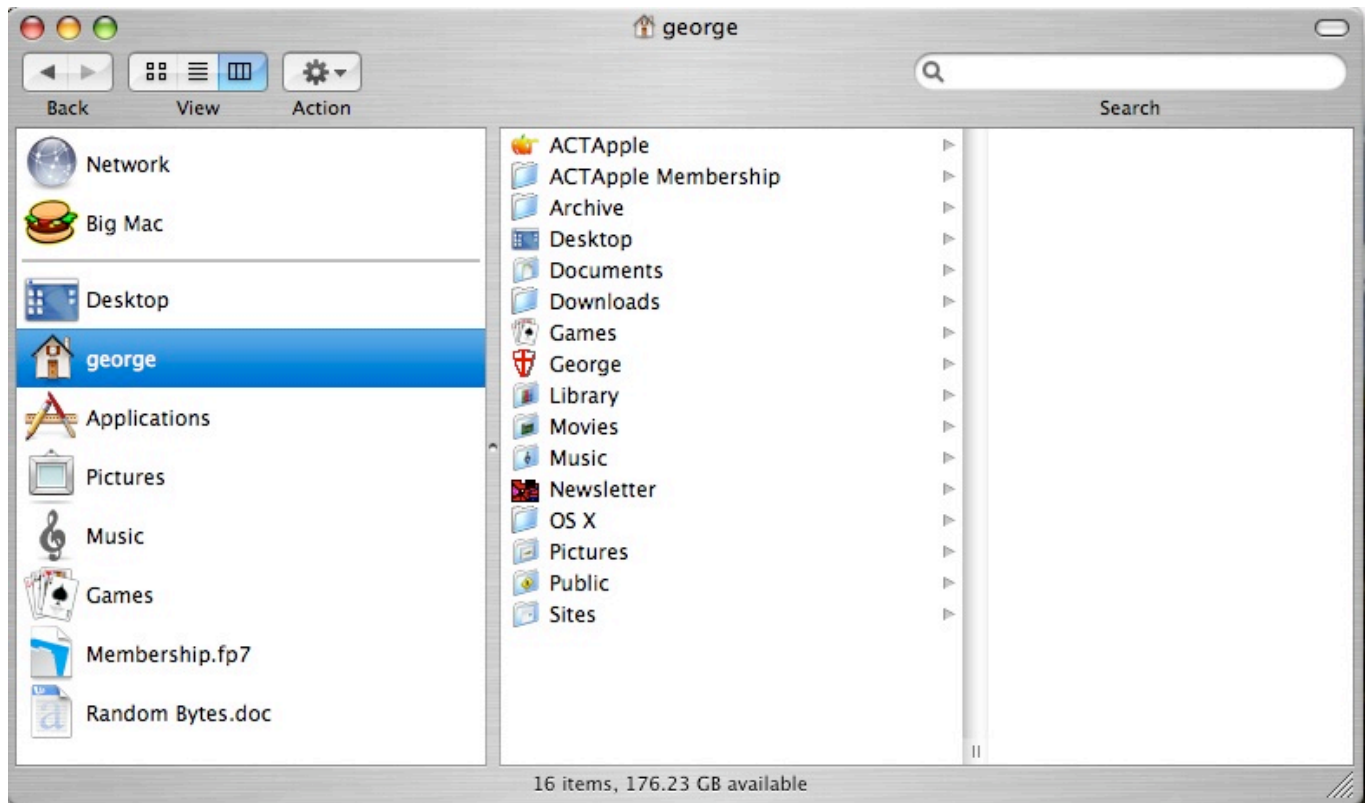 george
Back View Action Search
Network
Big Mac
Desktop
george
Applications
Pictures
Music
Games
Membership.fp7
Random Bytes.doc
ACTApple
ACTApple Membership
Archive
Desktop
Documents
Downloads
Games
George
Library
Movies
Music
Newsletter
OS X
Pictures
Public
Sites
16 items, 176.23 GB available